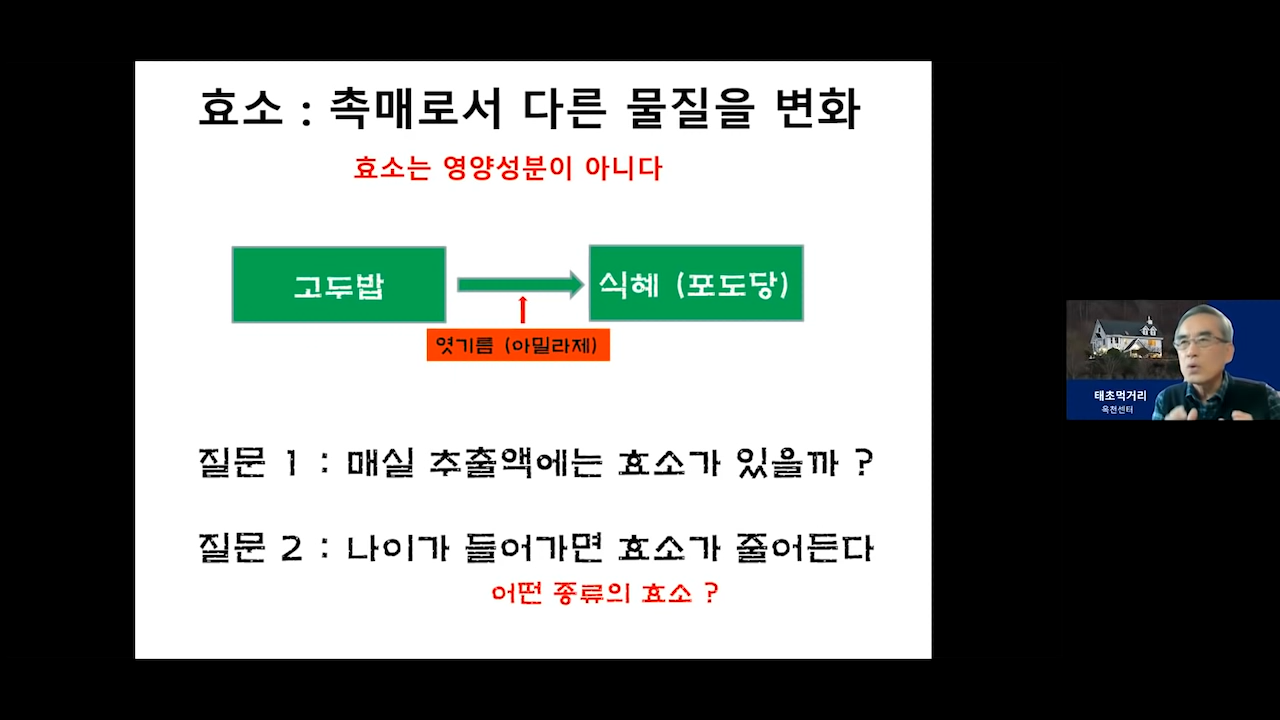 효소 : 촉매로서 다른 물질을 변화
효소는 영양성분이 아니다
고두밥
식혜 (포도당)
엿기름 (아밀라제)
질문 1 : 매실 추출액에는 효소가 있을까 ?
질문 2 : 나이가 들어가면 효소가 줄어든다
어떤 종류의 효소 ?
태초먹거리
옥전센터